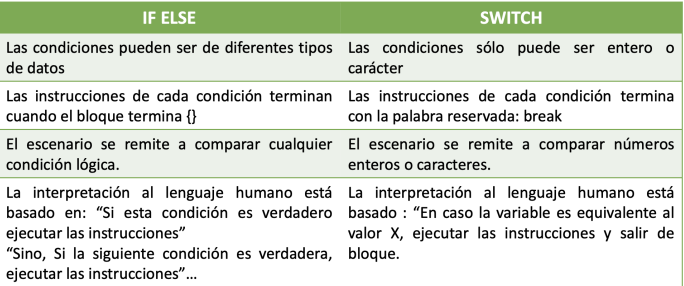 IF ELSE
SWITCH
Las condiciones pueden ser de diferentes tipos
de datos
Las condiciones sólo puede ser entero o
carácter
Las instrucciones de cada condición terminan
cuando el bloque termina {}
Las instrucciones de cada condición termina
con la palabra reservada: break
El escenario se remite a comparar cualquier
condición lógica.
El escenario se remite a comparar números
enteros o caracteres.
La interpretación al lenguaje humano está
basado en: “Si esta condición es verdadero
ejecutar las instrucciones”
“Sino, Si la siguiente condición es verdadera,
ejecutar las instrucciones”...
La interpretación al lenguaje humano está
basado : “En caso la variable es equivalente al
valor X, ejecutar las instrucciones y salir de
bloque.